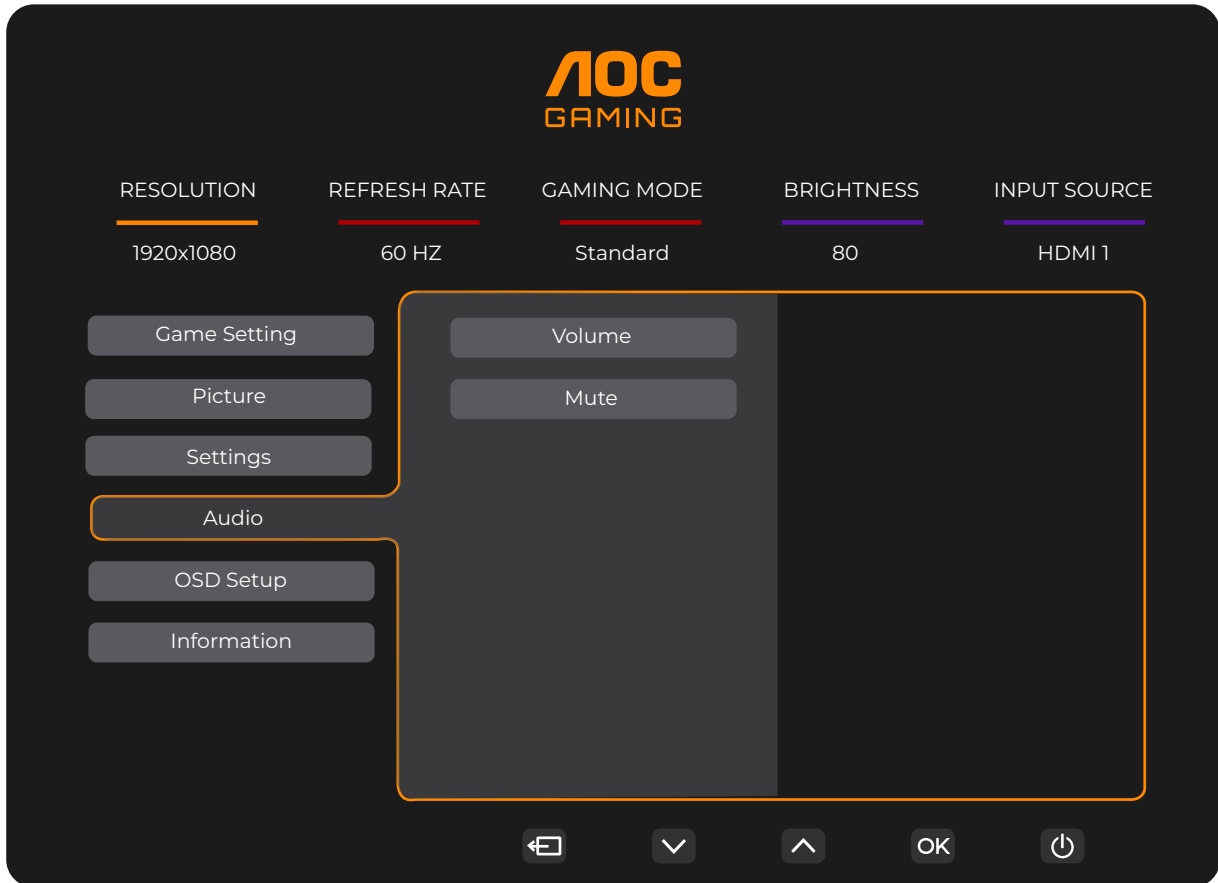 AOC
GAMING
RESOLUTION REFRESH RATE GAMING MODE BRIGHTNESS INPUT SOURCE
1920x1080 60 HZ Standard 80 HDMI 1
Game Setting
Picture
Settings
Audio
OSD Setup
Information
Volume
Mute
OK